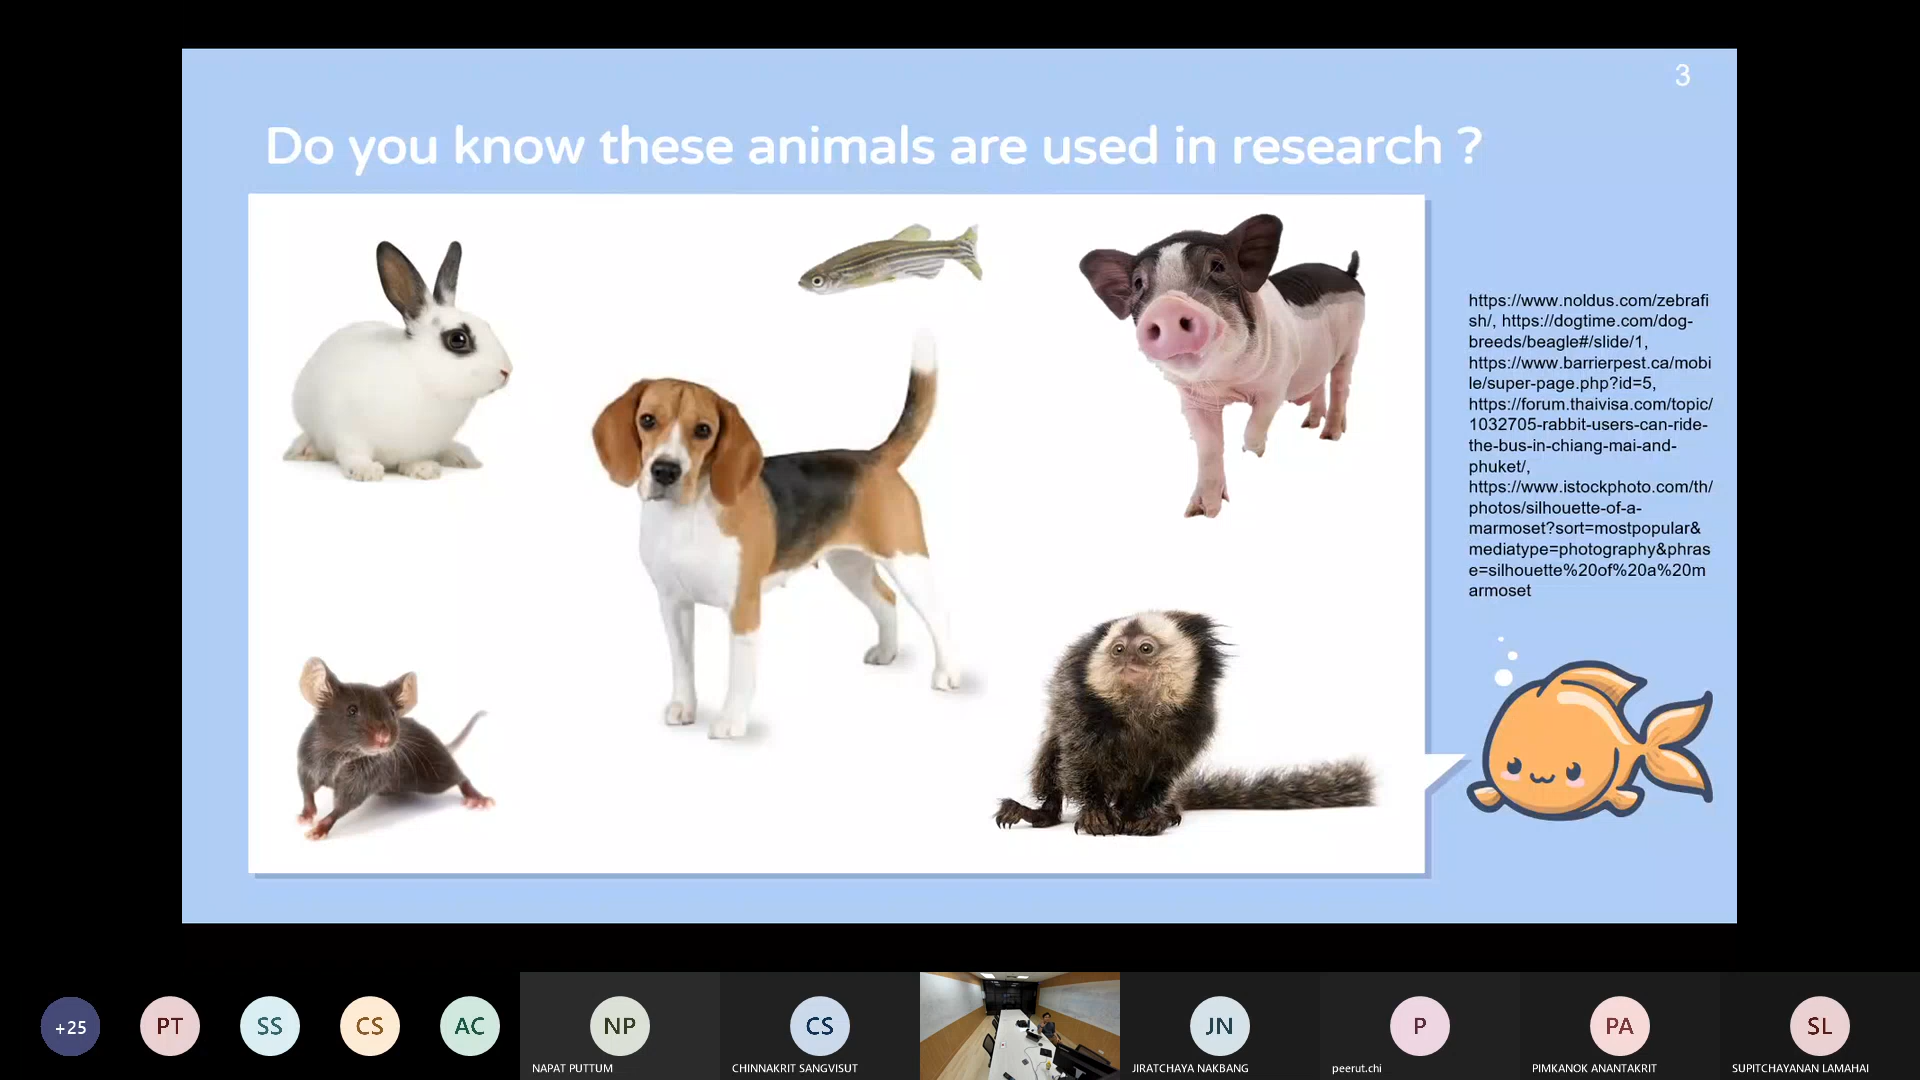 3
Do you know these animals are used in research ?
https://www.noldus.com/zebrafi
sh/, https://dogtime.com/dog-
breeds/beagle#/slide/1,
https://www.barrierpest.ca/mobi
le/super-page.php?id=5,
https://forum.thaivisa.com/topic/
1032705-rabbit-users-can-ride-
the-bus-in-chiang-mai-and-
phuket/,
https://www.istockphoto.com/th/
photos/silhouette-of-a-
marmoset?sort=mostpopular&
mediatype=photography&phras
e=silhouette%20of%20a%20m
armoset
+25
PT
SS
CS
AC
NP
CS
JN
P
PA
SL
NAPAT PUTTUM
CHINNAKRIT SANGVISUT
JIRATCHAYA NAKBANG
peerut.chi
PIMKANOK ANANTAKRIT
SUPITCHAYANAN LAMAHAI